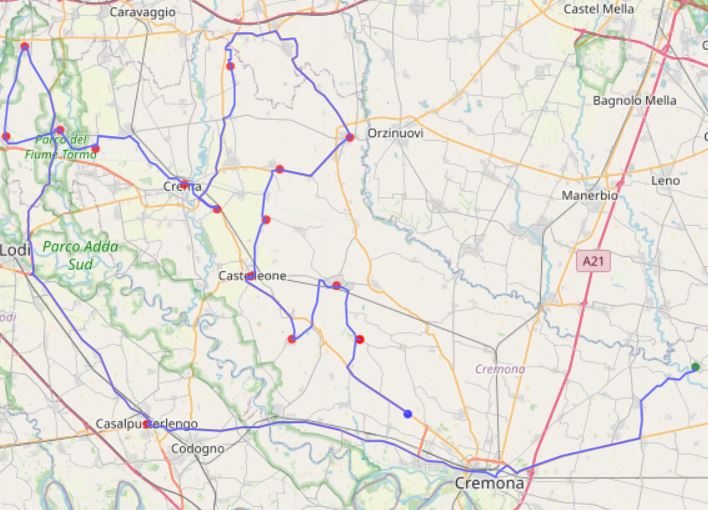 Caravaggio
Castel Mella
Bagnolo Mella
Orzinuovi
Parco del
Fiume Tormo
Crema
Leno
Manerbio
Lodi
Parco Adda
Sud
A21
Castelleone
Cremona
Casalpusterlengo
Codogno
Cremona